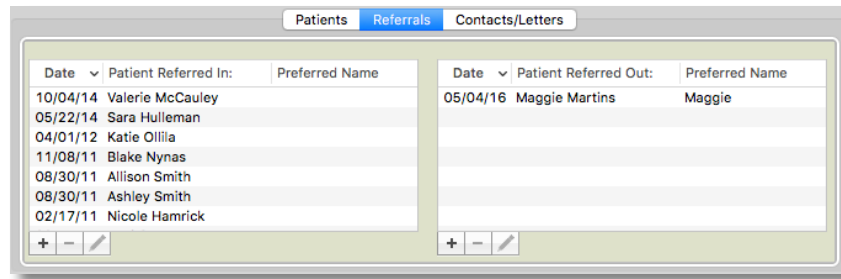 Patients Referrals Contacts/Letters
Date Patient Referred In: Preferred Name
10/04/14 Valerie McCauley
05/22/14 Sara Hulleman
04/01/12 Katie Ollila
11/08/11 Blake Nynas
08/30/11 Allison Smith
08/30/11 Ashley Smith
02/17/11 Nicole Hamrick
Date Patient Referred Out: Preferred Name
05/04/16 Maggie Martins Maggie